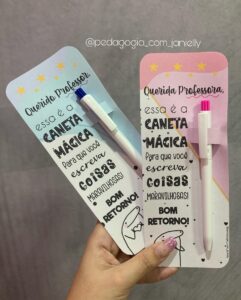 @pedagogia_com_janielly
Querido Professor,
essa é a
CANETA
MÁGICA
Para que você
escreva
COISAS
MARAVILHOSAS!
BOM
RETORNO!
Querida Professora,
essa é a
CANETA
MÁGICA
Para que você
escreva
COISAS
MARAVILHOSAS!
BOM
RETORNO!